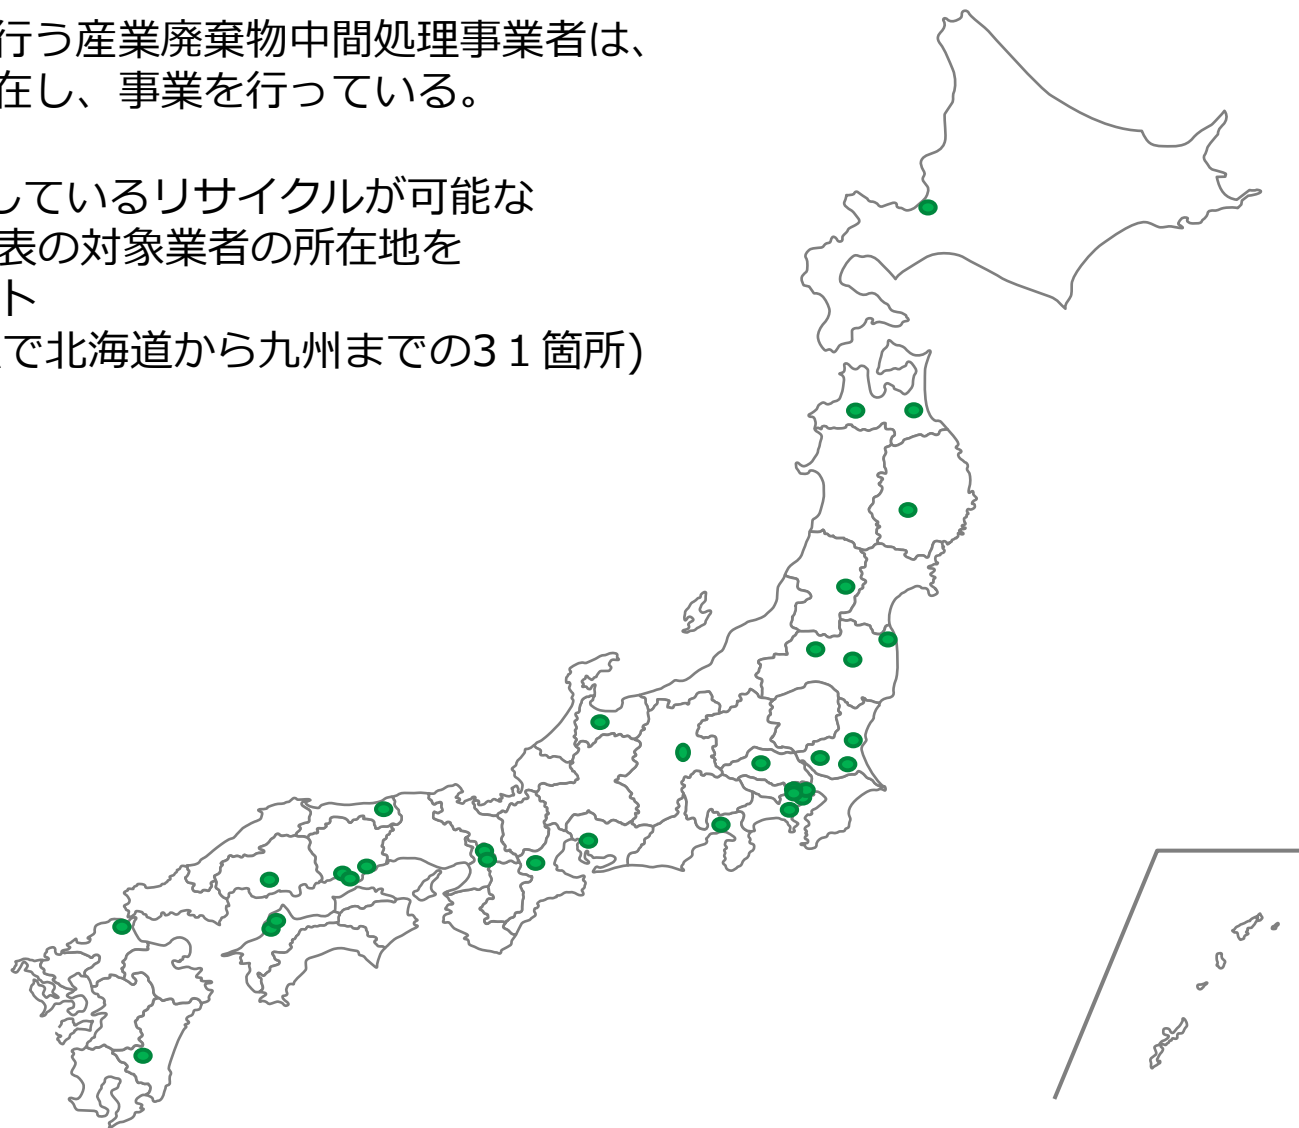 行う産業廃棄物中間処理事業者は、
在し、事業を行っている。
しているリサイクルが可能な
表の対象業者の所在地を
ト
で北海道から九州までの3１箇所)